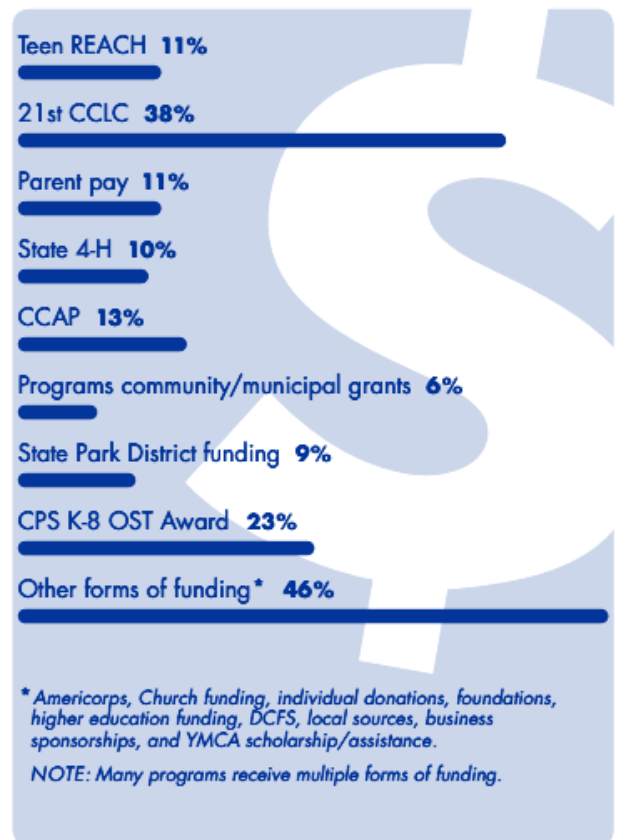 Teen REACH 11%
21st CCLC 38%
Parent pay 11%
State 4-H 10%
CCAP 13%
Programs community/municipal grants 6%
State Park District funding 9%
CPS K-8 OST Award 23%
Other forms of funding* 46%
*Americorps, Church funding, individual donations, foundations,
higher education funding, DCFS, local sources, business
sponsorships, and YMCA scholarship/assistance.
NOTE: Many programs receive multiple forms of funding.